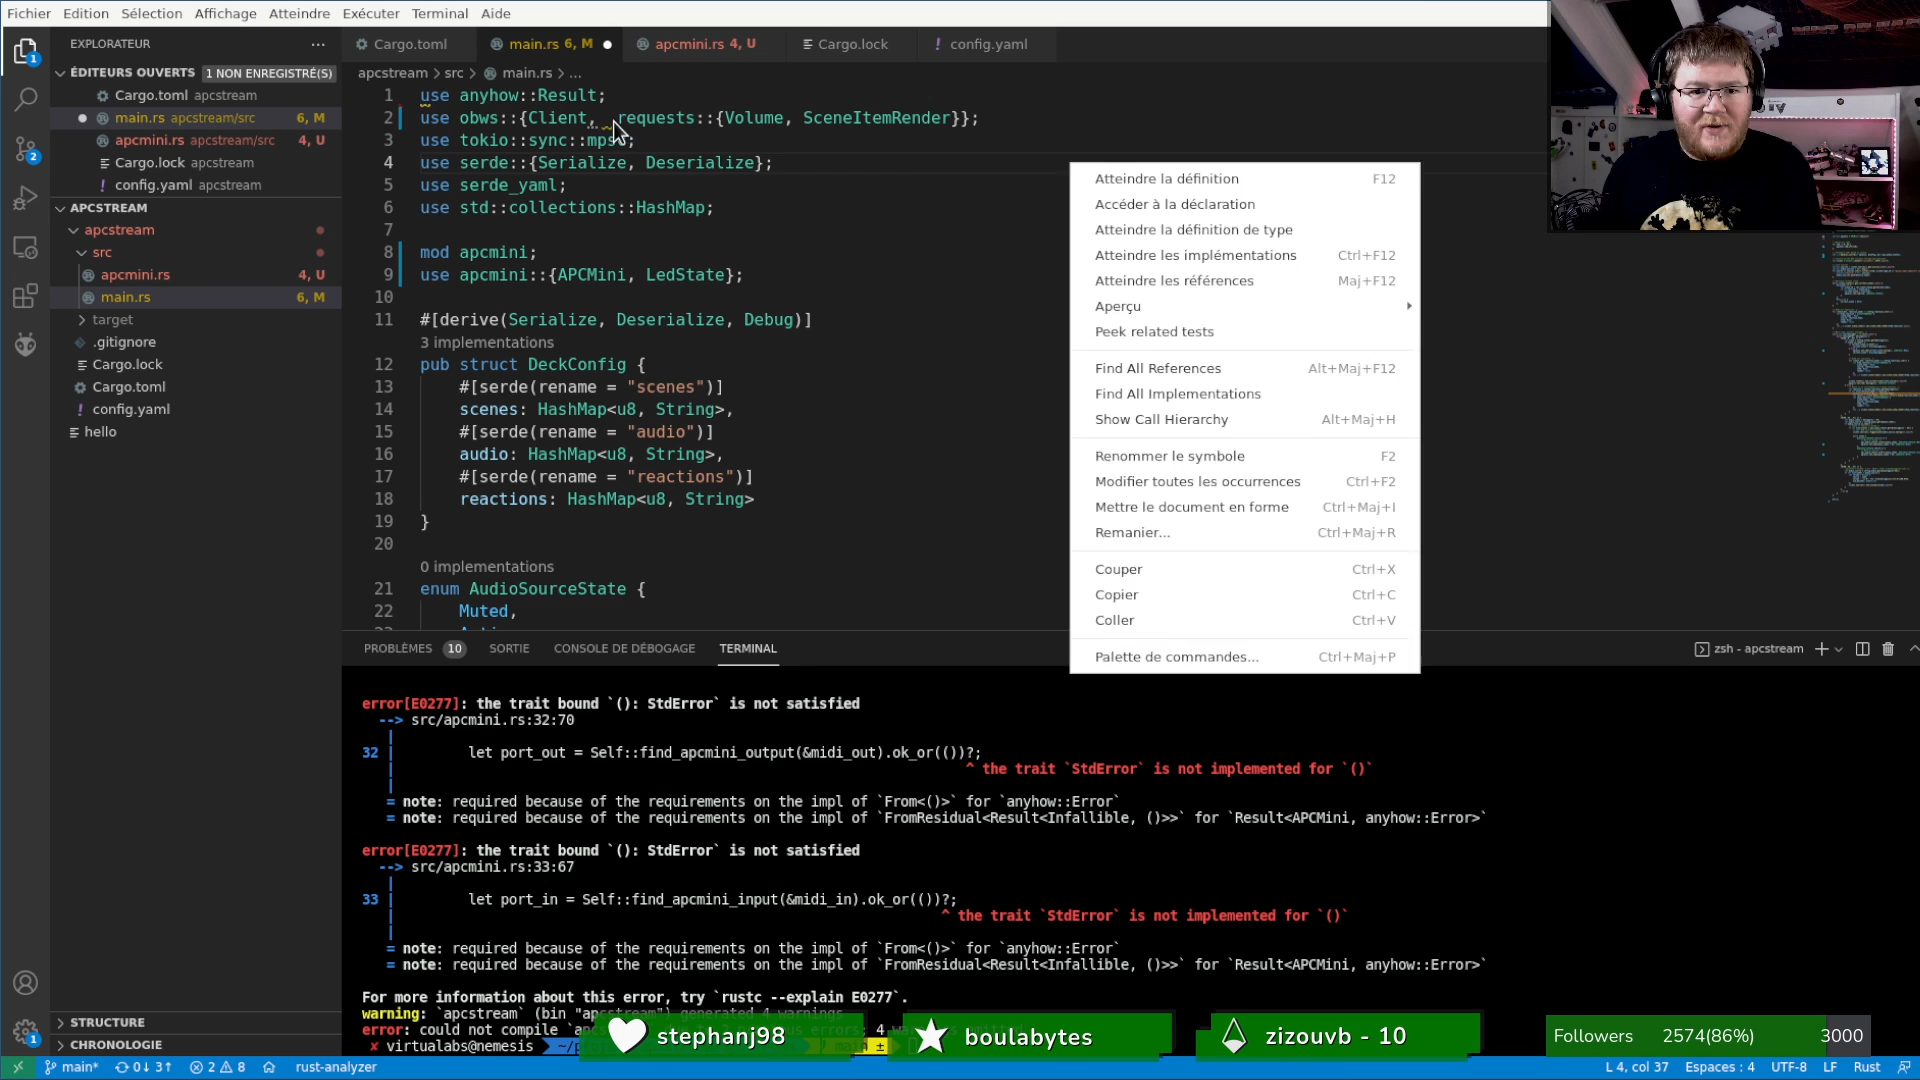 Fichier Edition Sélection Affichage Atteindre Exécuter Terminal Aide
EXPLORATEUR
ÉDITEURS OUVERTS 1 NON ENREGISTRÉ(S)
Cargo.toml apcstream
main.rs apcstream/src 6, M
apcmini.rs apcstream/src 4, U
Cargo.lock apcstream
! config.yaml apcstream
APCSTREAM
apcstream
src
apcmini.rs 4, U
main.rs 6, M
target
.gitignore
Cargo.lock
Cargo.toml
! config.yaml
hello
STRUCTURE
CHRONOLOGIE
Cargo.toml main.rs 6, M apcmini.rs 4, U Cargo.lock ! config.yaml
apcstream > src > main.rs > ...
1 use anyhow::Result;
2 use obws::{Client, requests::{Volume, SceneItemRender}};
3 use tokio::sync::mpsc;
4 use serde::{Serialize, Deserialize};
5 use serde_yaml;
6 use std::collections::HashMap;
7
8 mod apcmini;
9 use apcmini::{APCMini, LedState};
10
11 #[derive(Serialize, Deserialize, Debug)]
3 implementations
12 pub struct DeckConfig {
13 #[serde(rename = "scenes")]
14 scenes: HashMap<u8, String>,
15 #[serde(rename = "audio")]
16 audio: HashMap<u8, String>,
17 #[serde(rename = "reactions")]
18 reactions: HashMap<u8, String>
19 }
20
0 implementations
21 enum AudioSourceState {
22 Muted,
Atteindre la définition F12
Accéder à la déclaration
Atteindre la définition de type
Atteindre les implémentations Ctrl+F12
Atteindre les références Maj+F12
Aperçu
Peek related tests
Find All References Alt+Maj+F12
Find All Implementations
Show Call Hierarchy Alt+Maj+H
Renommer le symbole F2
Modifier toutes les occurrences Ctrl+F2
Mettre le document en forme Ctrl+Maj+I
Remanier... Ctrl+Maj+R
Couper Ctrl+X
Copier Ctrl+C
Coller Ctrl+V
Palette de commandes... Ctrl+Maj+P
PROBLÈMES 10 SORTIE CONSOLE DE DÉBOGAGE TERMINAL zsh - apcstream
error[E0277]: the trait bound `(): StdError` is not satisfied
--> src/apcmini.rs:32:70
|
32 | let port_out = Self::find_apcmini_output(&midi_out).ok_or(())?;
| ^ the trait `StdError` is not implemented for `()`
|
= note: required because of the requirements on the impl of `From<()>` for `anyhow::Error`
= note: required because of the requirements on the impl of `FromResidual<Result<Infallible, ()>>` for `Result<APCMini, anyhow::Error>`
error[E0277]: the trait bound `(): StdError` is not satisfied
--> src/apcmini.rs:33:67
|
33 | let port_in = Self::find_apcmini_input(&midi_in).ok_or(())?;
| ^ the trait `StdError` is not implemented for `()`
|
= note: required because of the requirements on the impl of `From<()>` for `anyhow::Error`
= note: required because of the requirements on the impl of `FromResidual<Result<Infallible, ()>>` for `Result<APCMini, anyhow::Error>`
For more information about this error, try `rustc --explain E0277`.
warning: `apcstream` (bin "apcstream") generated 4 warnings
error: could not compile
✘ virtualabs@nemesis main ±
stephanj98
boulabytes
zizouvb - 10
Followers 2574(86%) 3000
main* 0↓ 3↑ 2 8 rust-analyzer L 4, col 37 Espaces : 4 UTF-8 LF Rust